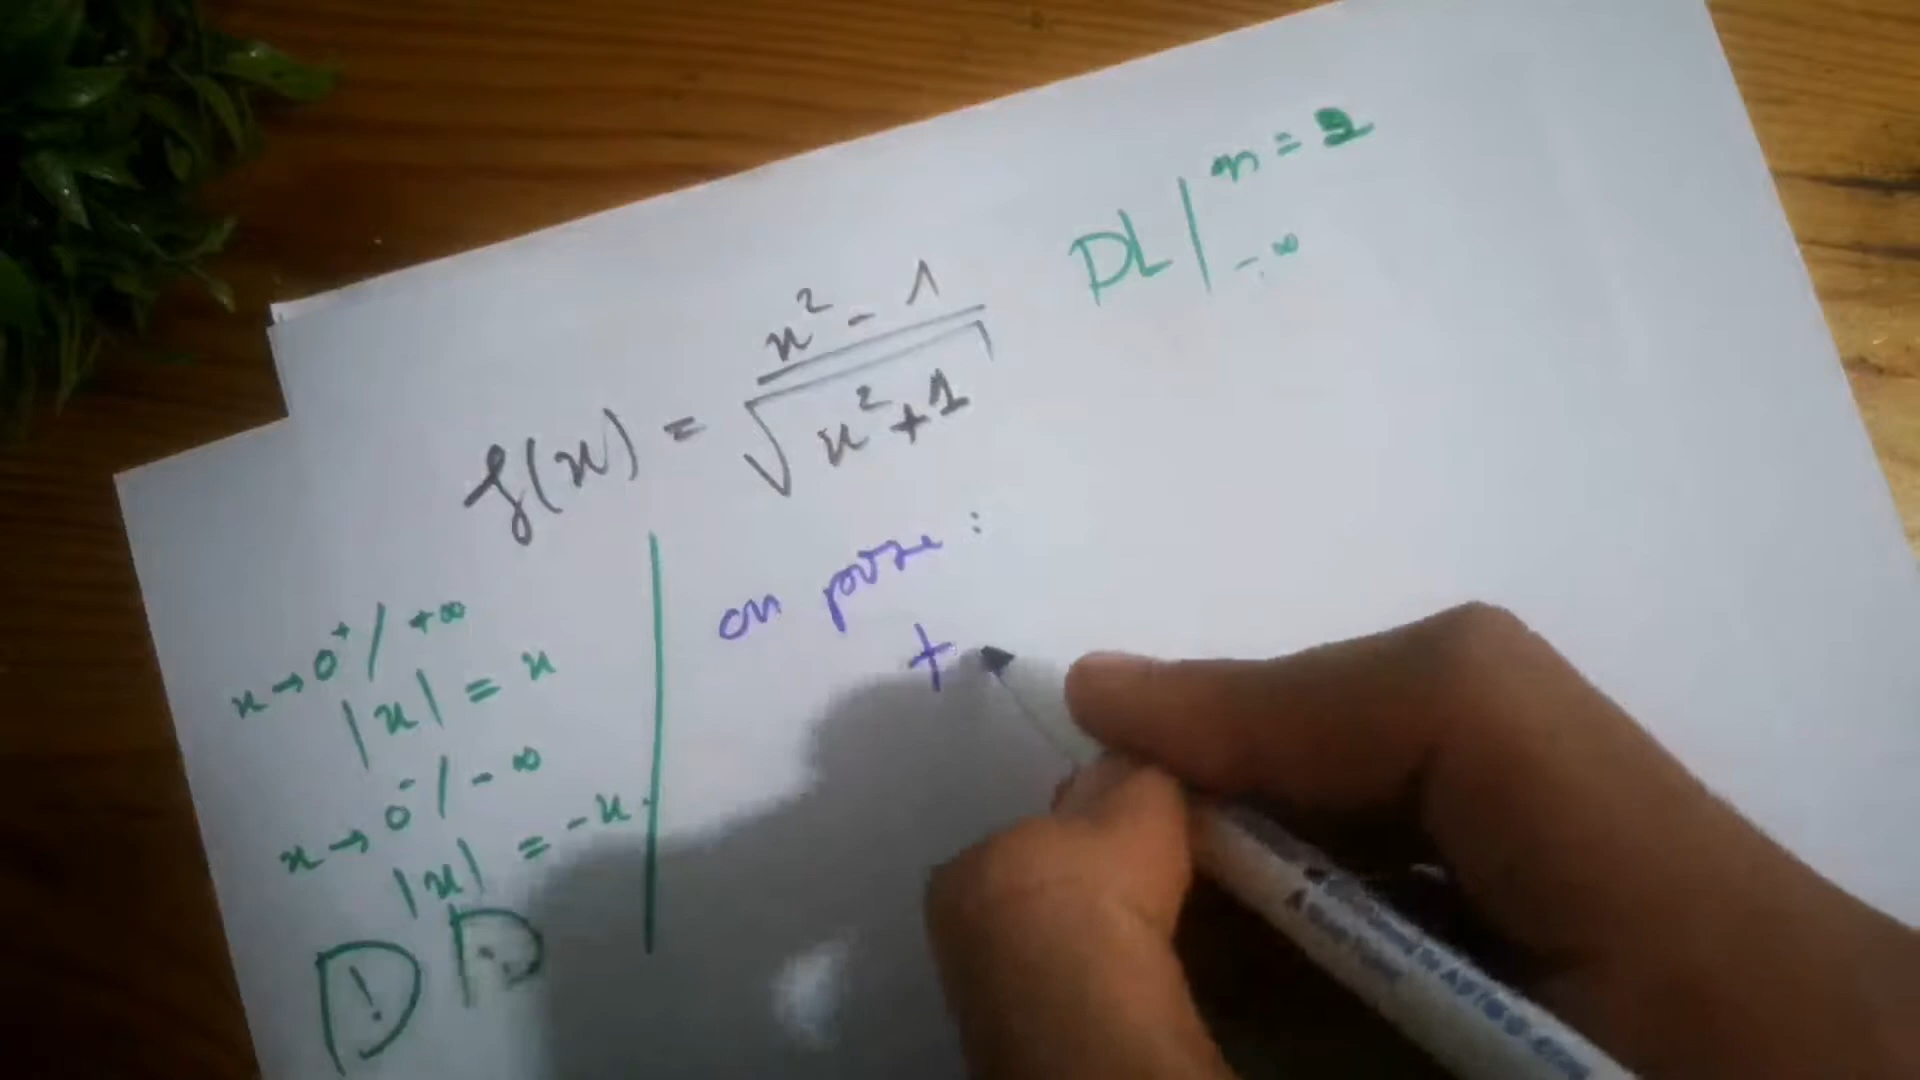 DL | n = 2
-∞
f(x) = x² - 1 / √(x² + 1)
x → 0⁺ / +∞
|x| = x
x → 0⁻ / -∞
|x| = -x
on pose :
t